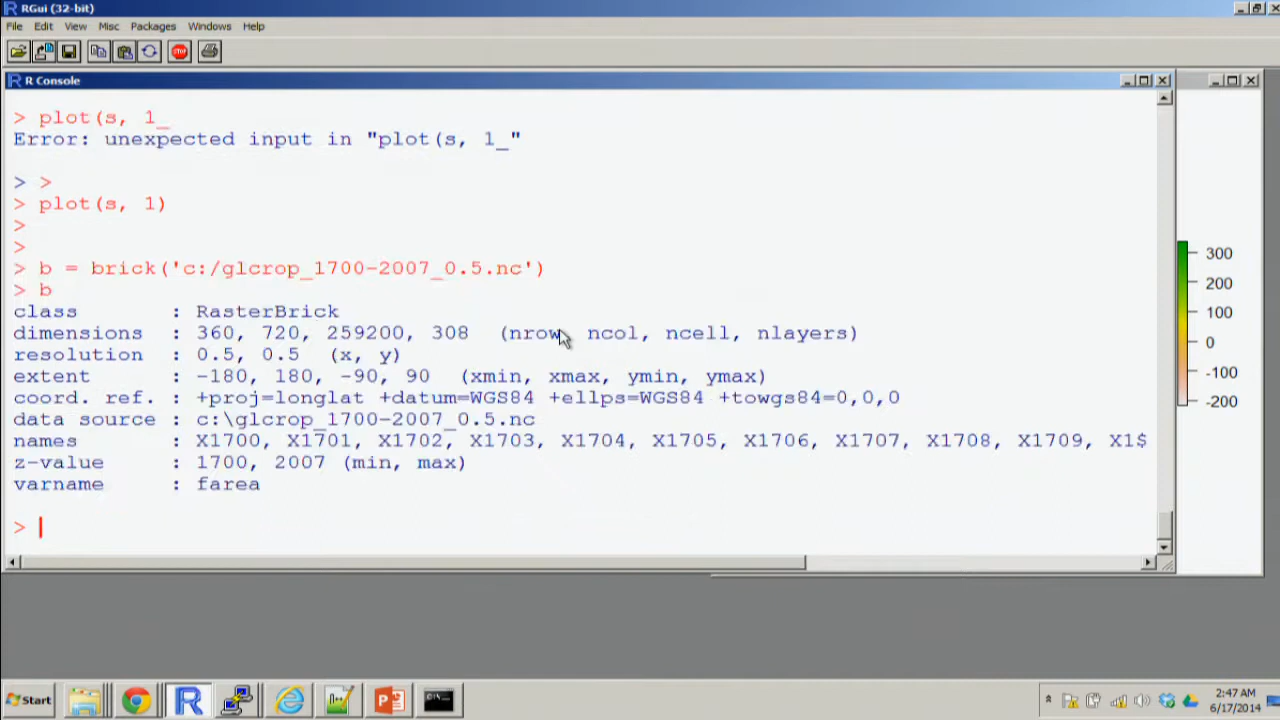 RGui (32-bit)
File Edit View Misc Packages Windows Help
STOP
R Console
> plot(s, 1_
Error: unexpected input in "plot(s, 1_"
> >
> plot(s, 1)
>
>
> b = brick('c:/glcrop_1700-2007_0.5.nc')
> b
class : RasterBrick
dimensions : 360, 720, 259200, 308 (nrow, ncol, ncell, nlayers)
resolution : 0.5, 0.5 (x, y)
extent : -180, 180, -90, 90 (xmin, xmax, ymin, ymax)
coord. ref. : +proj=longlat +datum=WGS84 +ellps=WGS84 +towgs84=0,0,0
data source : c:\glcrop_1700-2007_0.5.nc
names : X1700, X1701, X1702, X1703, X1704, X1705, X1706, X1707, X1708, X1709, X1$
z-value : 1700, 2007 (min, max)
varname : farea
>
300
200
100
0
-100
-200
Start
2:47 AM
6/17/2014